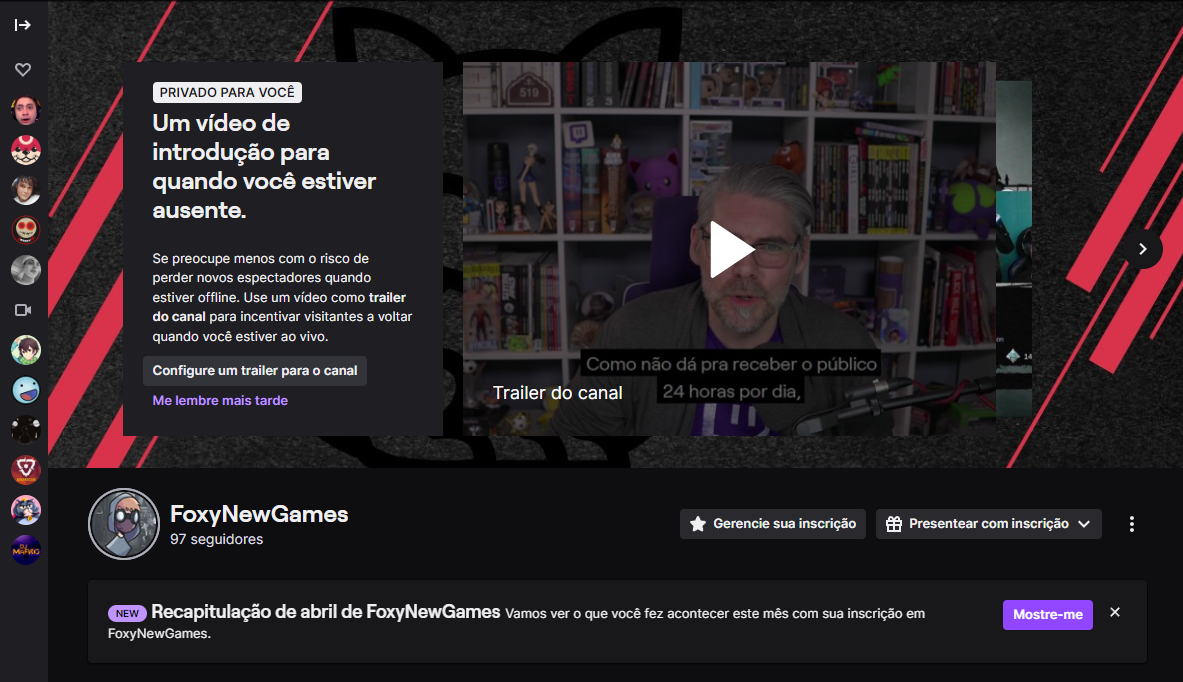 PRIVADO PARA VOCÊ
Um vídeo de
introdução para
quando você estiver
ausente.
Se preocupe menos com o risco de
perder novos espectadores quando
estiver offline. Use um vídeo como trailer
do canal para incentivar visitantes a voltar
quando você estiver ao vivo.
Configure um trailer para o canal
Me lembre mais tarde
519
Como não dá pra receber o público
24 horas por dia,
Trailer do canal
14
FoxyNewGames
97 seguidores
Gerencie sua inscrição
Presentear com inscrição
NEW Recapitulação de abril de FoxyNewGames Vamos ver o que você fez acontecer este mês com sua inscrição em
FoxyNewGames.
Mostre-me